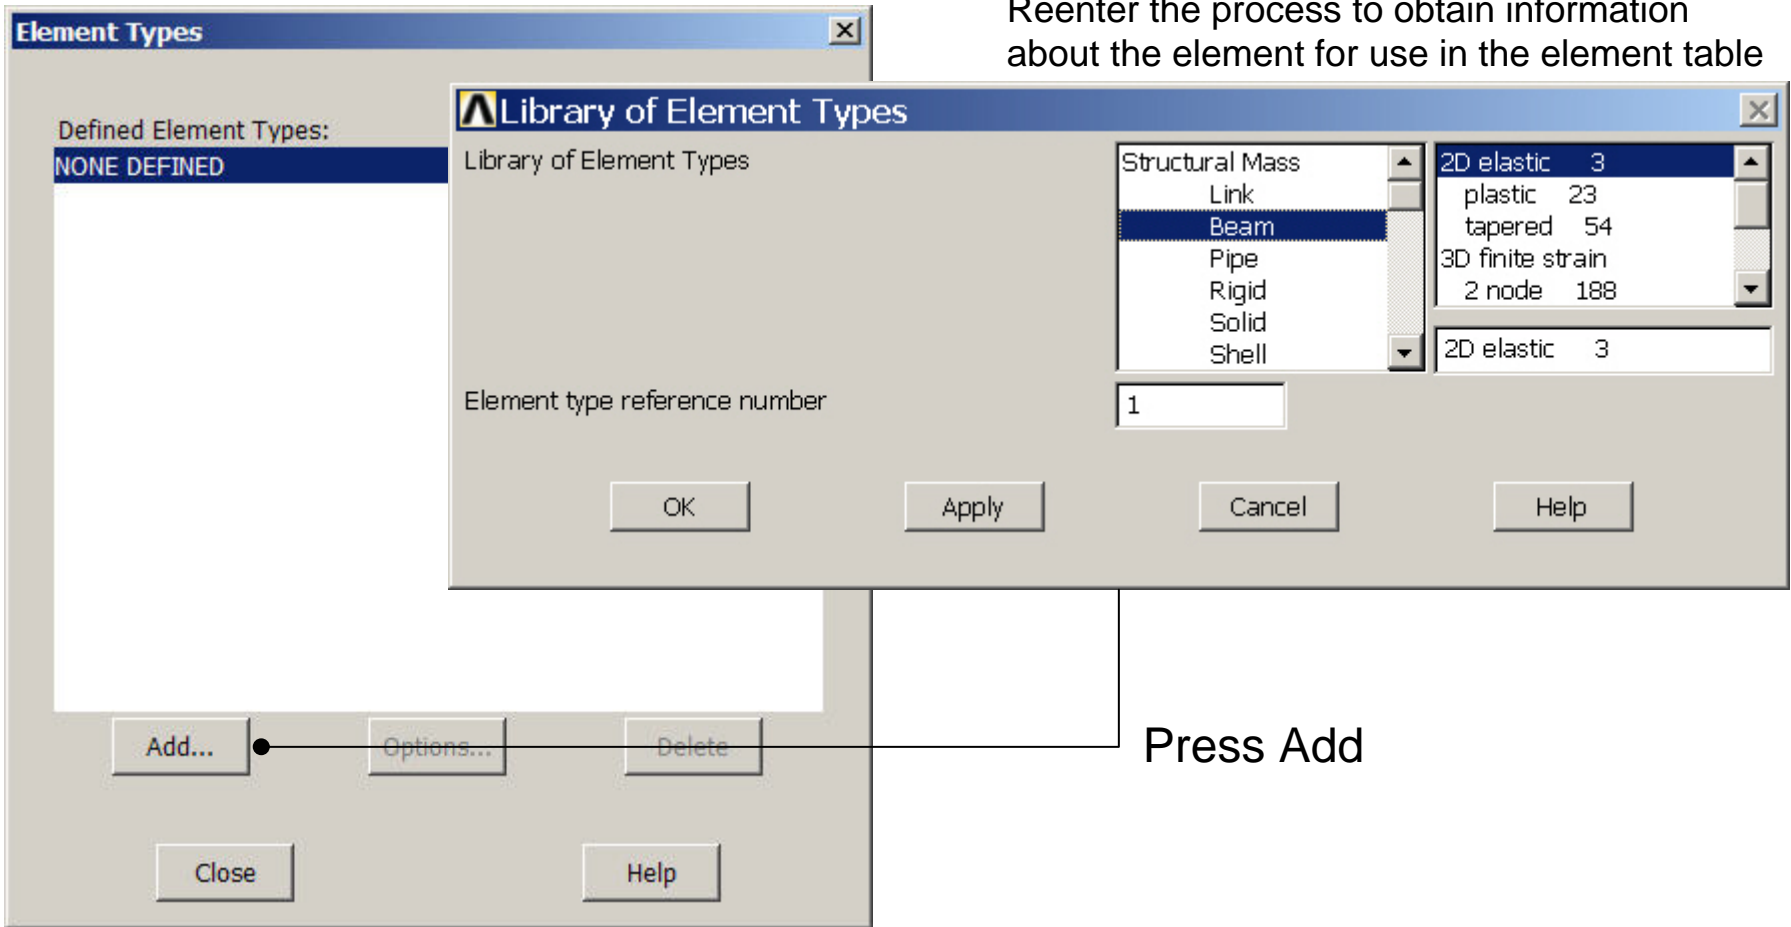 Reenter the process to obtain information
about the element for use in the element table
Element Types
Defined Element Types:
NONE DEFINED
Library of Element Types
Library of Element Types
Structural Mass
Link
Beam
Pipe
Rigid
Solid
Shell
2D elastic 3
plastic 23
tapered 54
3D finite strain
2 node 188
2D elastic 3
Element type reference number
1
OK
Apply
Cancel
Help
Add...
Options...
Delete
Press Add
Close
Help